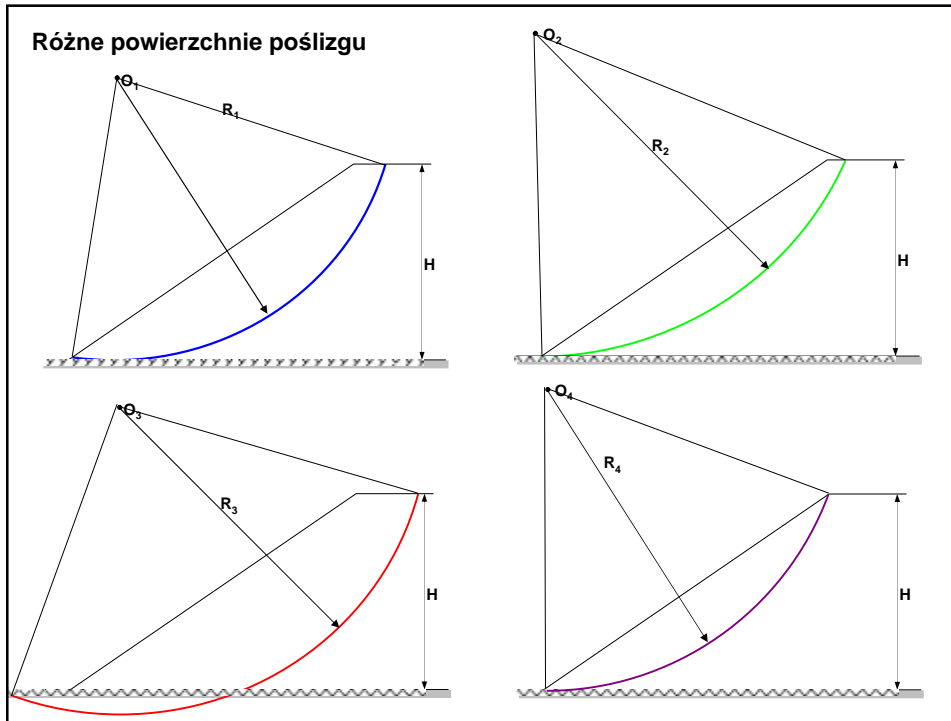 Różne powierzchnie poślizgu
O₁
R₁
H
O₂
R₂
H
O₃
R₃
H
O₄
R₄
H